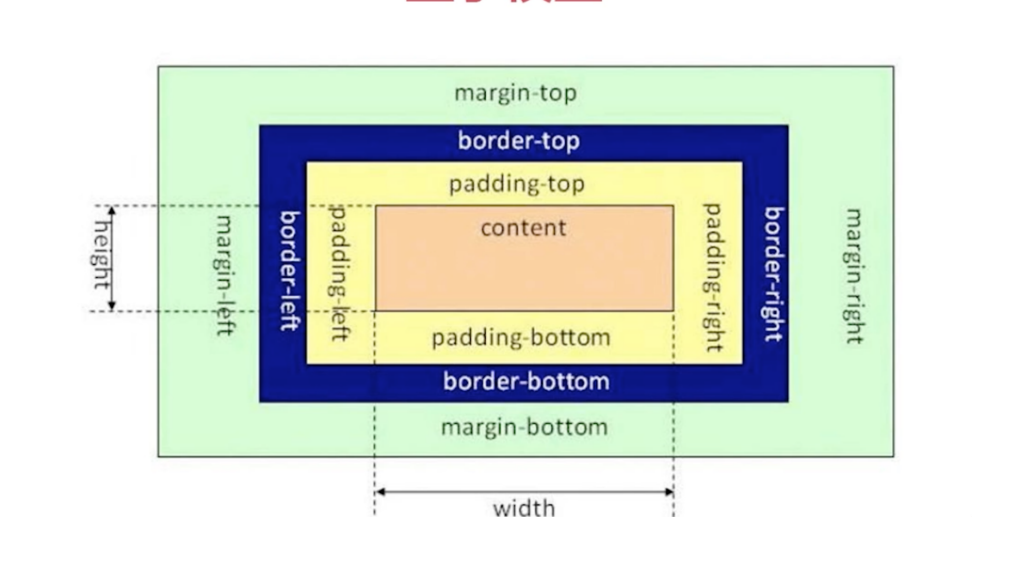 margin-top
border-top
padding-top
content
height
margin-left
border-left
padding-left
padding-right
border-right
margin-right
padding-bottom
border-bottom
margin-bottom
width